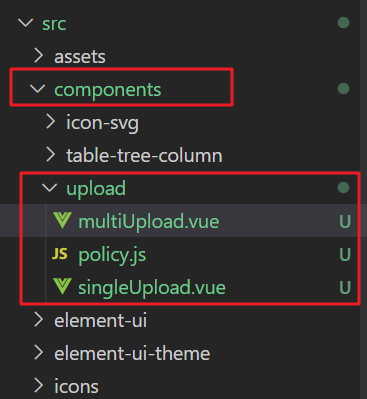 src
assets
components
icon-svg
table-tree-column
upload
multiUpload.vue U
JS policy.js U
singleUpload.vue U
element-ui
element-ui-theme
icons